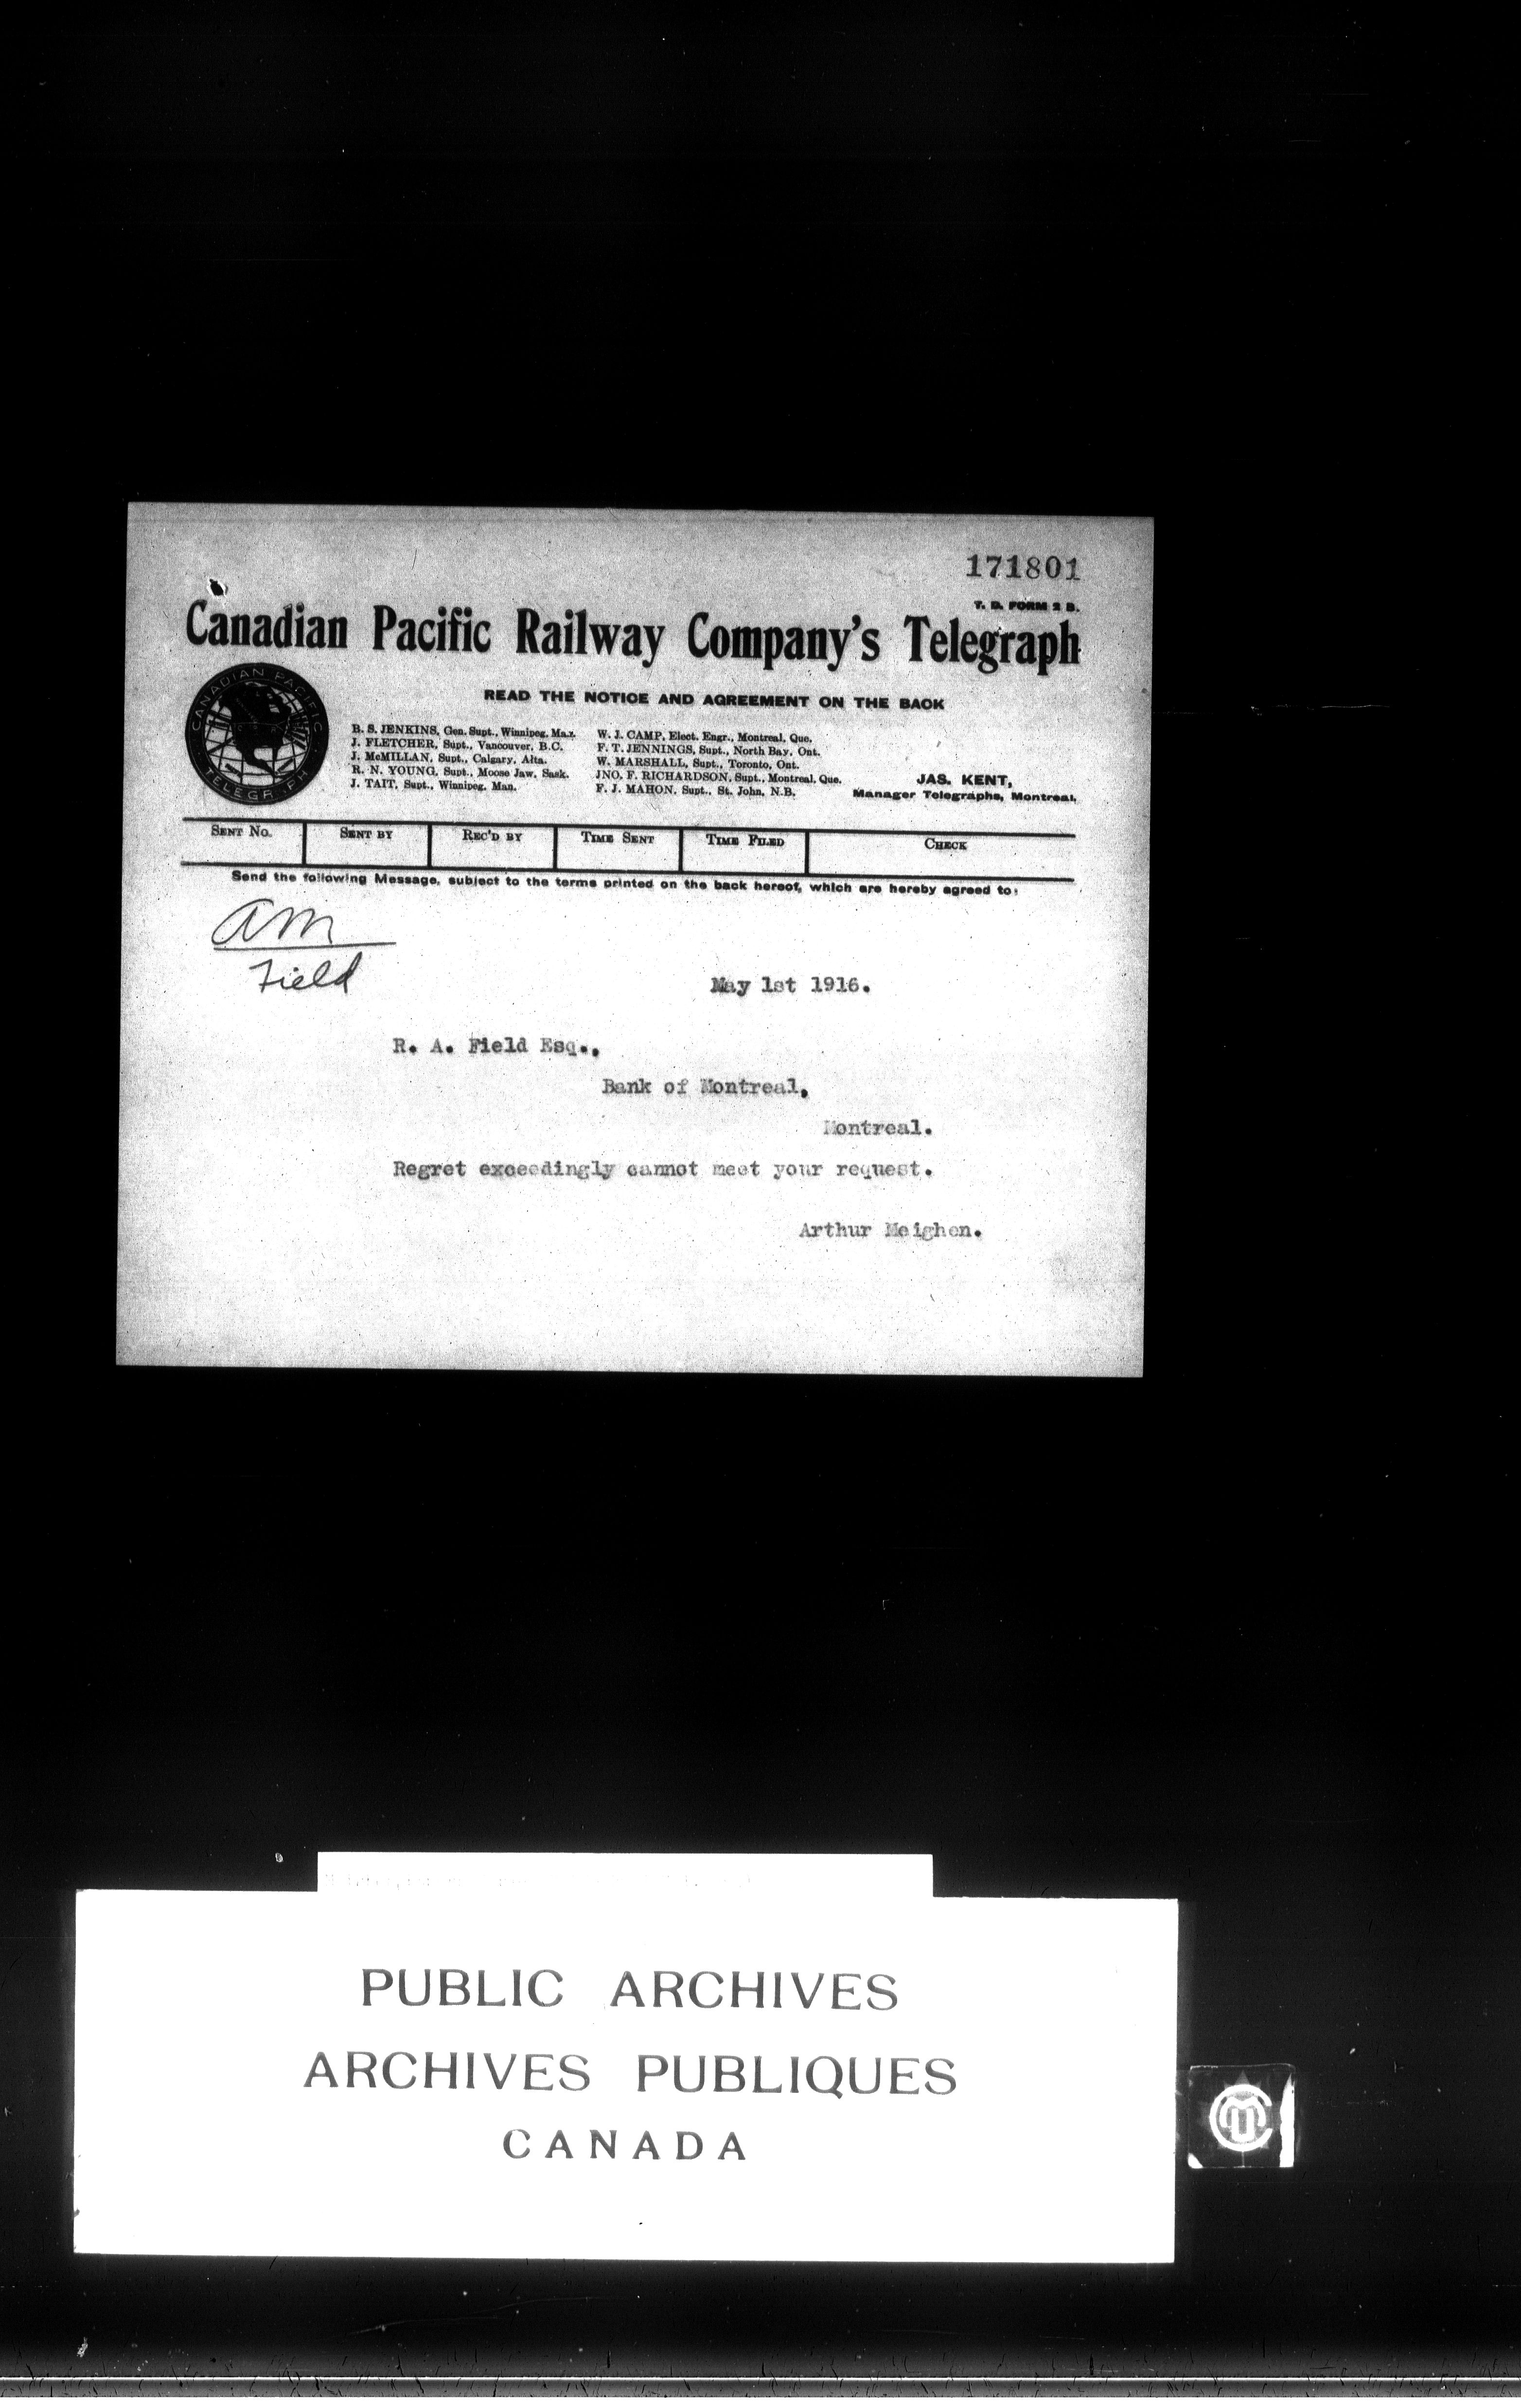 171801
T. D. FORM 2 B.
Canadian Pacific Railway Company's Telegraph
CANADIAN PACIFIC
TELEGRAPH
READ THE NOTICE AND AGREEMENT ON THE BACK
B. S. JENKINS, Gen. Supt., Winnipeg, Man.
J. FLETCHER, Supt., Vancouver, B.C.
J. McMILLAN, Supt., Calgary, Alta.
R. N. YOUNG, Supt., Moose Jaw, Sask.
J. TAIT, Supt., Winnipeg, Man.
W. J. CAMP, Elect. Engr., Montreal, Que.
F. T. JENNINGS, Supt., North Bay, Ont.
W. MARSHALL, Supt., Toronto, Ont.
JNO. F. RICHARDSON, Supt., Montreal, Que.
F. J. MAHON, Supt., St. John, N.B.
JAS. KENT,
Manager Telegraphs, Montreal.
SENT NO. SENT BY REC'D BY TIME SENT TIME FILED CHECK
Send the following Message, subject to the terms printed on the back hereof, which are hereby agreed to:
am
Field
May 1st 1916.
R. A. Field Esq.,
Bank of Montreal,
Montreal.
Regret exceedingly cannot meet your request.
Arthur Meighen.
PUBLIC ARCHIVES
ARCHIVES PUBLIQUES
CANADA